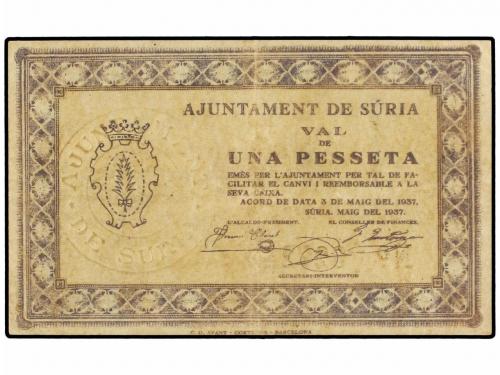 AJUNTAMENT DE SÚRIA
VAL
DE
UNA PESSETA
EMÈS PER L'AJUNTAMENT PER TAL DE FA-
CILITAR EL CANVI I REEMBORSABLE A LA
SEVA CAIXA.
ACORD DE DATA 3 DE MAIG DEL 1937.
SÚRIA, MAIG DEL 1937.
L'ALCALDE-PRESIDENT, EL CONSELLER DE FINANCES,
SECRETARI-INTERVENTOR
BARCELONA